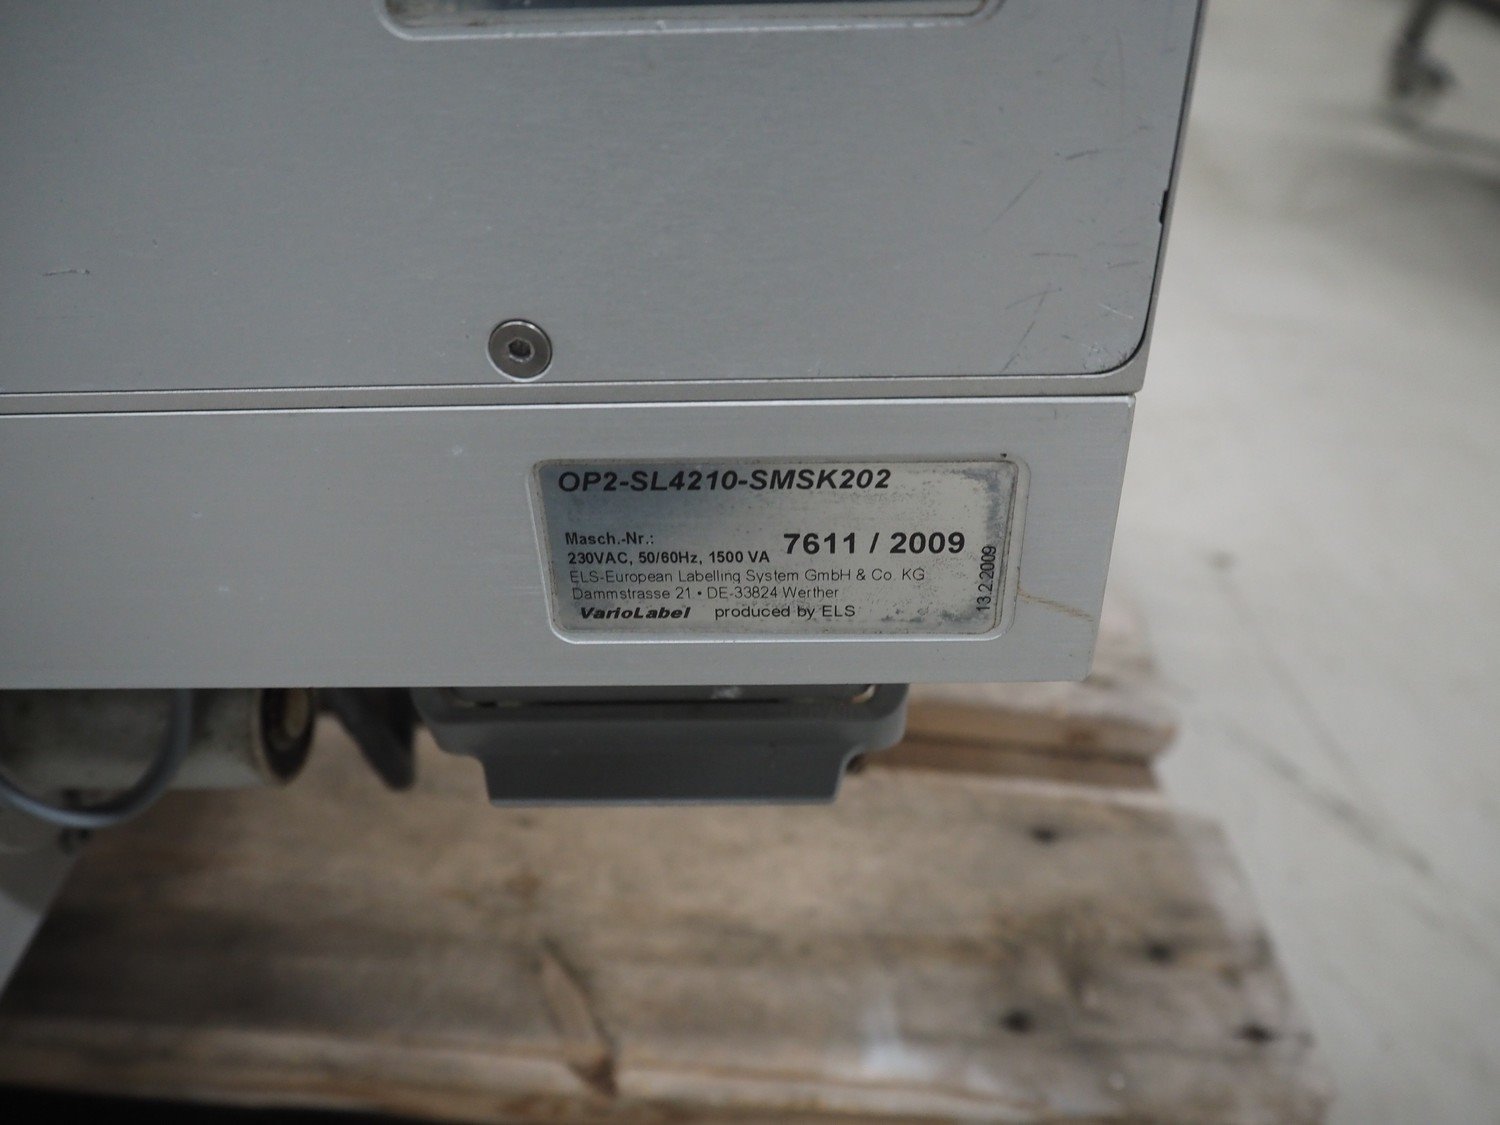 OP2-SL4210-SMSK202
Masch.-Nr.: 7611 / 2009
230VAC, 50/60Hz, 1500 VA
ELS-European Labelling System GmbH & Co. KG
Dammstrasse 21 • DE-33824 Werther
VarioLabel produced by ELS
13.2.2009